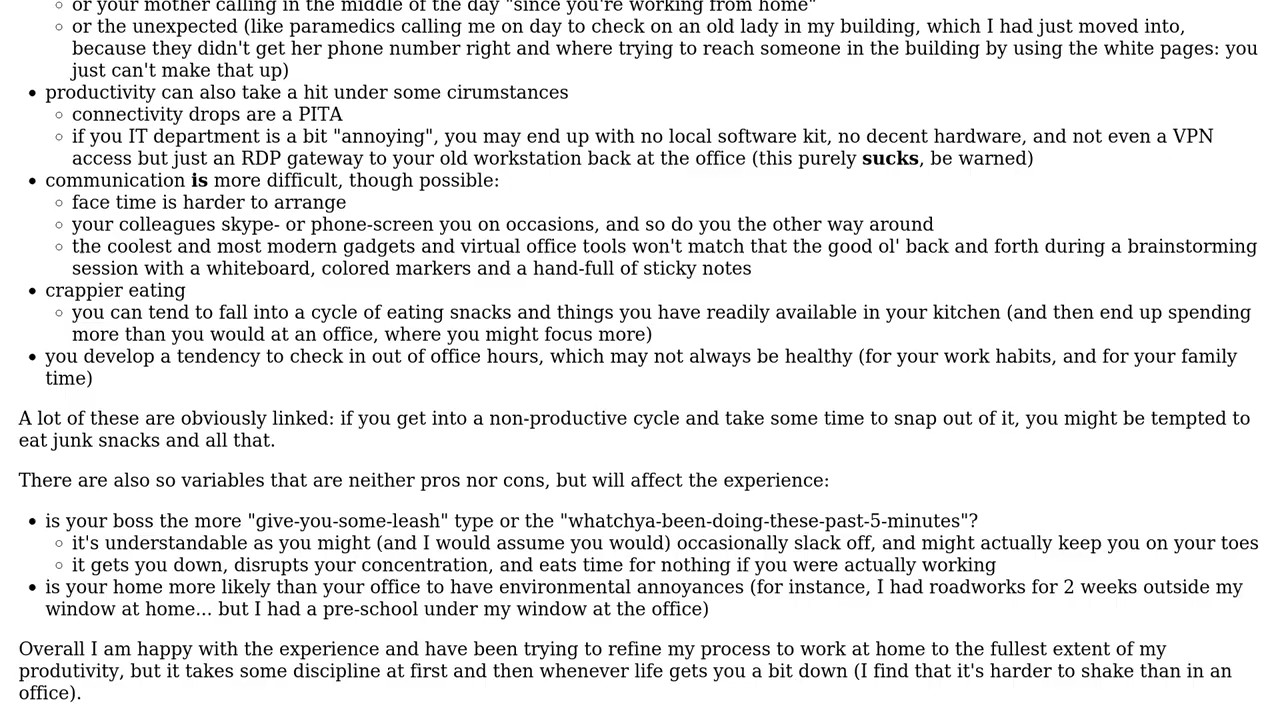 or your mother calling in the middle of the day "since you're working from home"
or the unexpected (like paramedics calling me on day to check on an old lady in my building, which I had just moved into,
because they didn't get her phone number right and where trying to reach someone in the building by using the white pages: you
just can't make that up)
productivity can also take a hit under some cirumstances
connectivity drops are a PITA
if you IT department is a bit "annoying", you may end up with no local software kit, no decent hardware, and not even a VPN
access but just an RDP gateway to your old workstation back at the office (this purely sucks, be warned)
communication is more difficult, though possible:
face time is harder to arrange
your colleagues skype- or phone-screen you on occasions, and so do you the other way around
the coolest and most modern gadgets and virtual office tools won't match that the good ol' back and forth during a brainstorming
session with a whiteboard, colored markers and a hand-full of sticky notes
crappier eating
you can tend to fall into a cycle of eating snacks and things you have readily available in your kitchen (and then end up spending
more than you would at an office, where you might focus more)
you develop a tendency to check in out of office hours, which may not always be healthy (for your work habits, and for your family
time)
A lot of these are obviously linked: if you get into a non-productive cycle and take some time to snap out of it, you might be tempted to
eat junk snacks and all that.
There are also so variables that are neither pros nor cons, but will affect the experience:
is your boss the more "give-you-some-leash" type or the "whatchya-been-doing-these-past-5-minutes"?
it's understandable as you might (and I would assume you would) occasionally slack off, and might actually keep you on your toes
it gets you down, disrupts your concentration, and eats time for nothing if you were actually working
is your home more likely than your office to have environmental annoyances (for instance, I had roadworks for 2 weeks outside my
window at home... but I had a pre-school under my window at the office)
Overall I am happy with the experience and have been trying to refine my process to work at home to the fullest extent of my
produtivity, but it takes some discipline at first and then whenever life gets you a bit down (I find that it's harder to shake than in an
office).